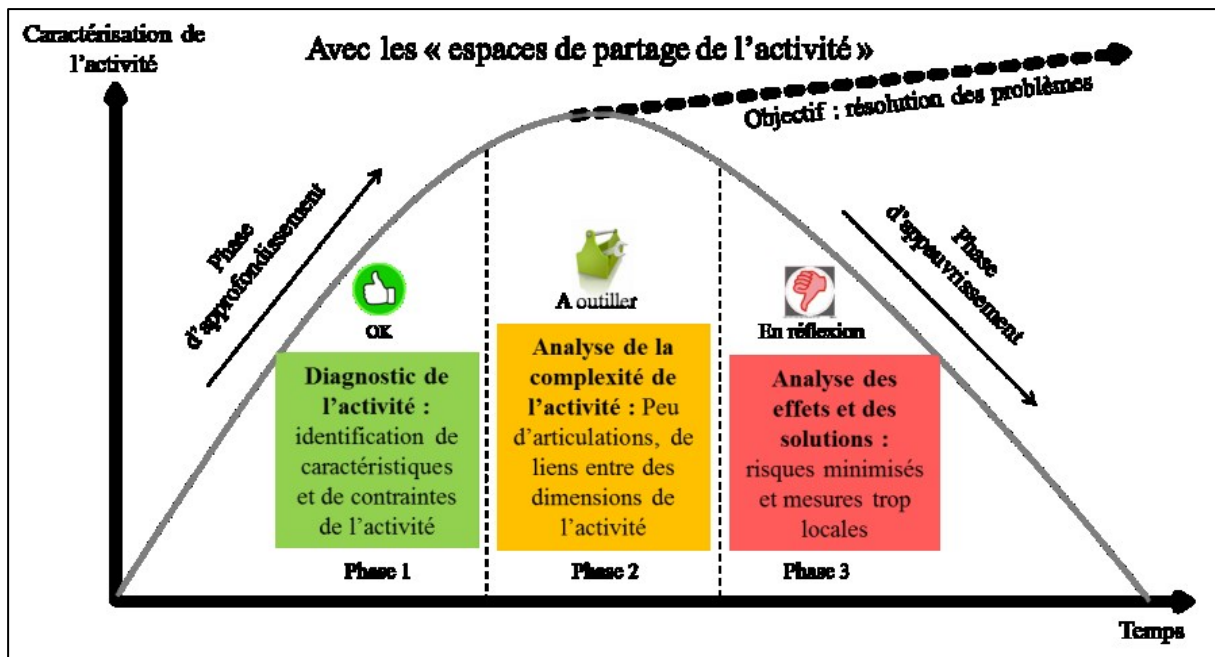 Caractérisation de
l'activité
Avec les « espaces de partage de l'activité »
Objectif : résolution des problèmes
Phase
d'approfondissement
Phase
d'appauvrissement
OK
A outiller
En réflexion
Diagnostic de
l'activité :
identification de
caractéristiques
et de contraintes
de l'activité
Analyse de la
complexité de
l'activité : Peu
d'articulations, de
liens entre des
dimensions de
l'activité
Analyse des
effets et des
solutions :
risques minimisés
et mesures trop
locales
Phase 1
Phase 2
Phase 3
Temps